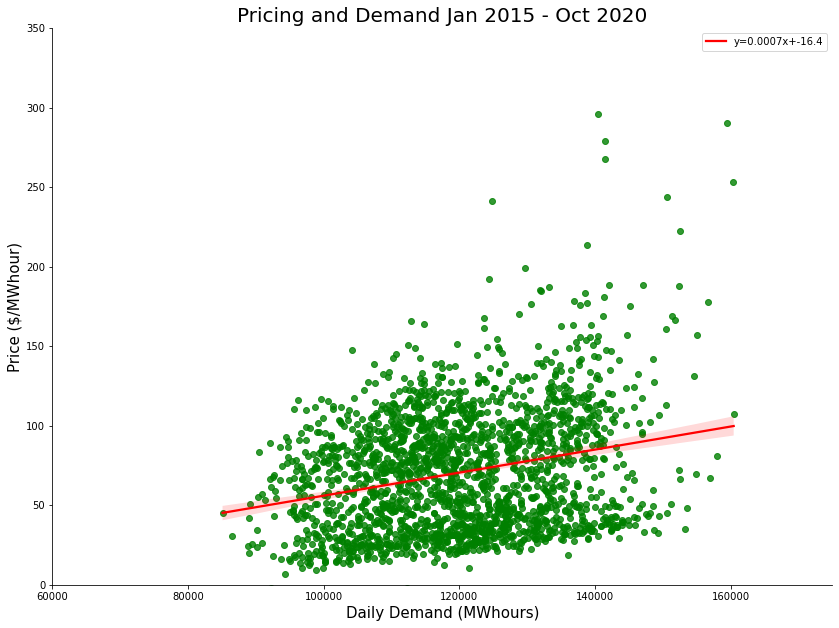 Pricing and Demand Jan 2015 - Oct 2020
y=0.0007x+-16.4
Price ($/MWhour)
350
300
250
200
150
100
50
0
60000 80000 100000 120000 140000 160000
Daily Demand (MWhours)